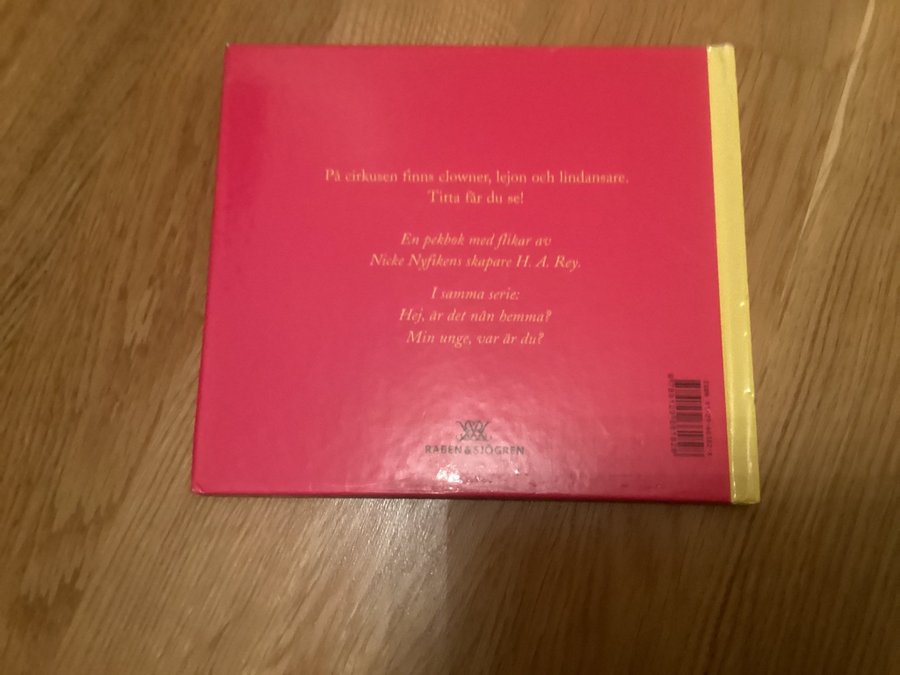 På cirkusen finns clowner, lejon och lindansare.
Titta får du se!
En pekbok med flikar av
Nicke Nyfikens skapare H. A. Rey.
I samma serie:
Hej, är det nån hemma?
Min unge, var är du?
RABÉN & SJÖGREN
ISBN